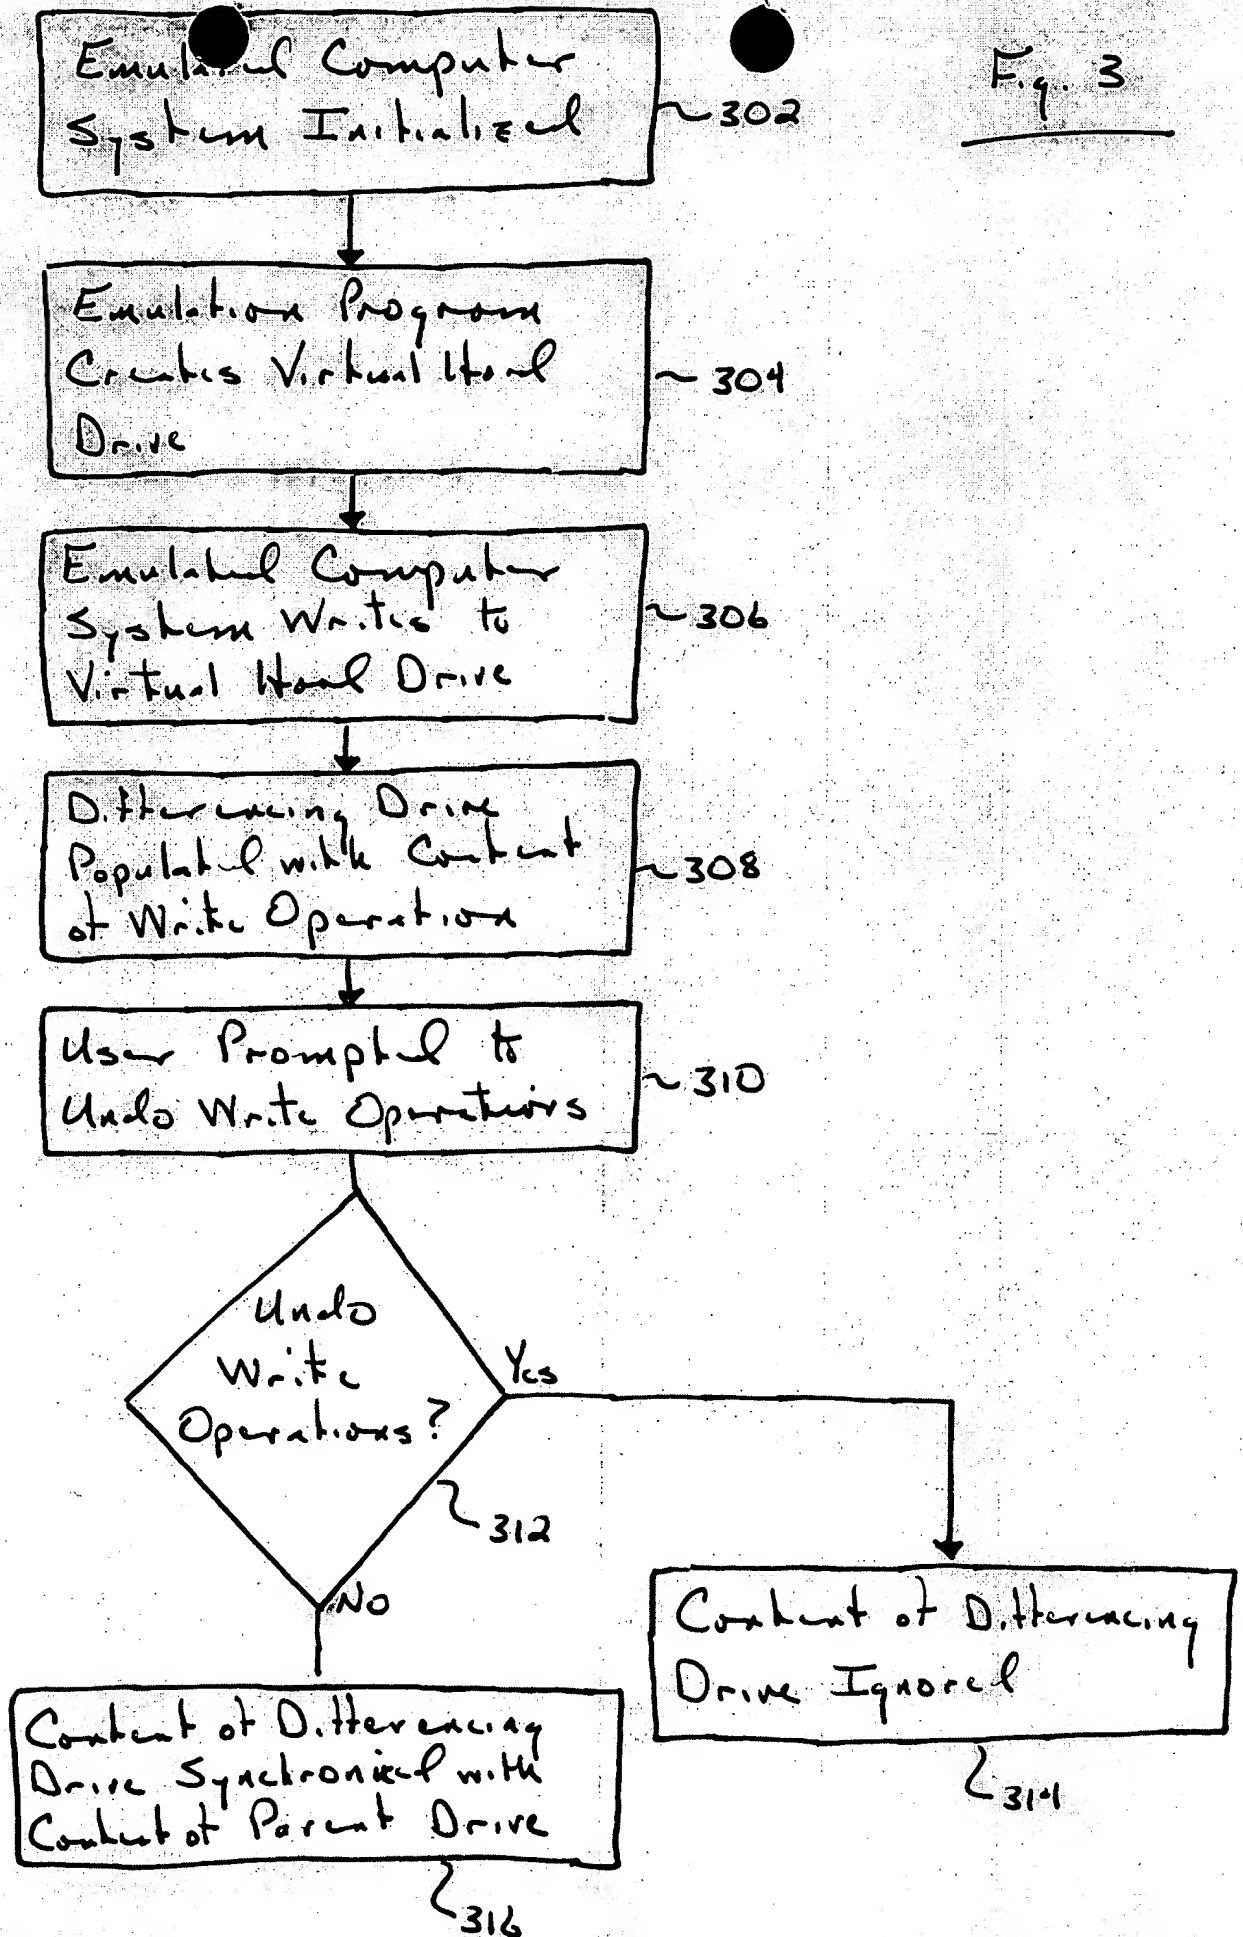 Emulated Computer
System Initialized
302
Fig. 3
Emulation Program
Creates Virtual Hard
Drive
304
Emulated Computer
System Writes to
Virtual Hard Drive
306
Differencing Drive
Populated with Content
of Write Operation
308
User Prompted to
Undo Write Operations
310
Undo
Write
Operations?
Yes
312
No
Content of Differencing
Drive Ignored
314
Content of Differencing
Drive Synchronized with
Content of Parent Drive
316